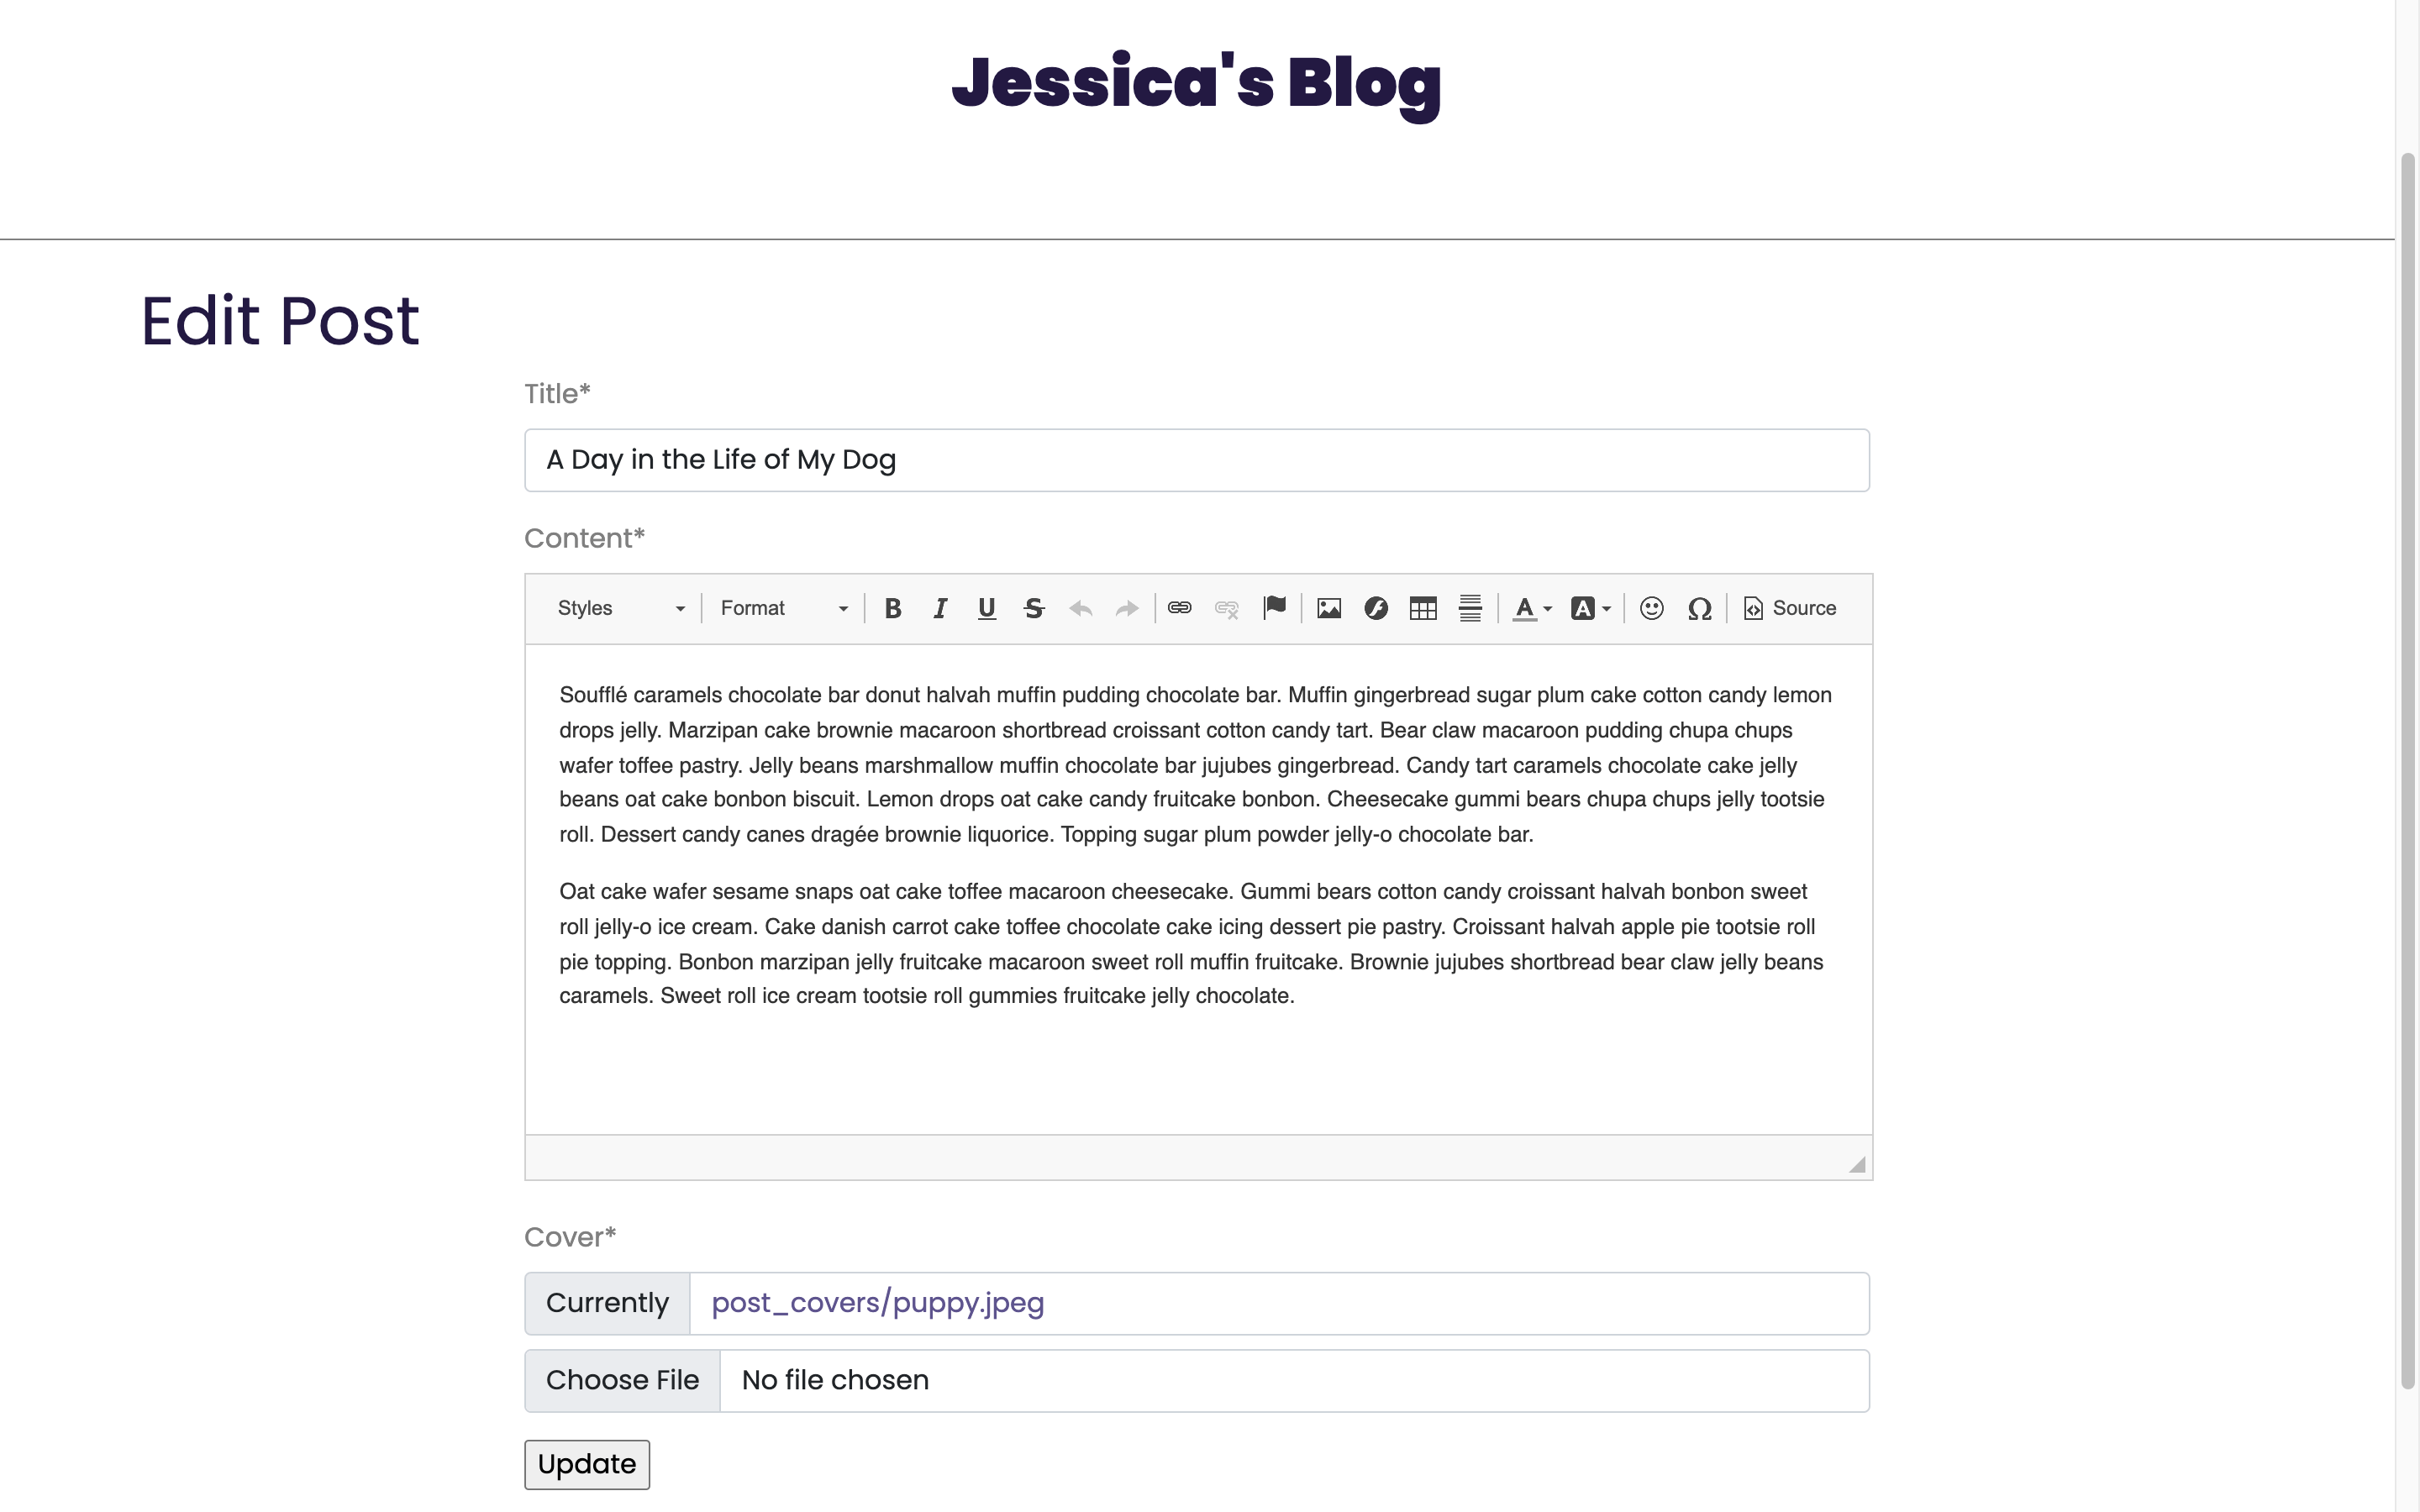 Jessica's Blog
Edit Post
Title*
A Day in the Life of My Dog
Content*
Styles Format B I U S A A Ω Source
Soufflé caramels chocolate bar donut halvah muffin pudding chocolate bar. Muffin gingerbread sugar plum cake cotton candy lemon
drops jelly. Marzipan cake brownie macaroon shortbread croissant cotton candy tart. Bear claw macaroon pudding chupa chups
wafer toffee pastry. Jelly beans marshmallow muffin chocolate bar jujubes gingerbread. Candy tart caramels chocolate cake jelly
beans oat cake bonbon biscuit. Lemon drops oat cake candy fruitcake bonbon. Cheesecake gummi bears chupa chups jelly tootsie
roll. Dessert candy canes dragée brownie liquorice. Topping sugar plum powder jelly-o chocolate bar.
Oat cake wafer sesame snaps oat cake toffee macaroon cheesecake. Gummi bears cotton candy croissant halvah bonbon sweet
roll jelly-o ice cream. Cake danish carrot cake toffee chocolate cake icing dessert pie pastry. Croissant halvah apple pie tootsie roll
pie topping. Bonbon marzipan jelly fruitcake macaroon sweet roll muffin fruitcake. Brownie jujubes shortbread bear claw jelly beans
caramels. Sweet roll ice cream tootsie roll gummies fruitcake jelly chocolate.
Cover*
Currently post_covers/puppy.jpeg
Choose File No file chosen
Update